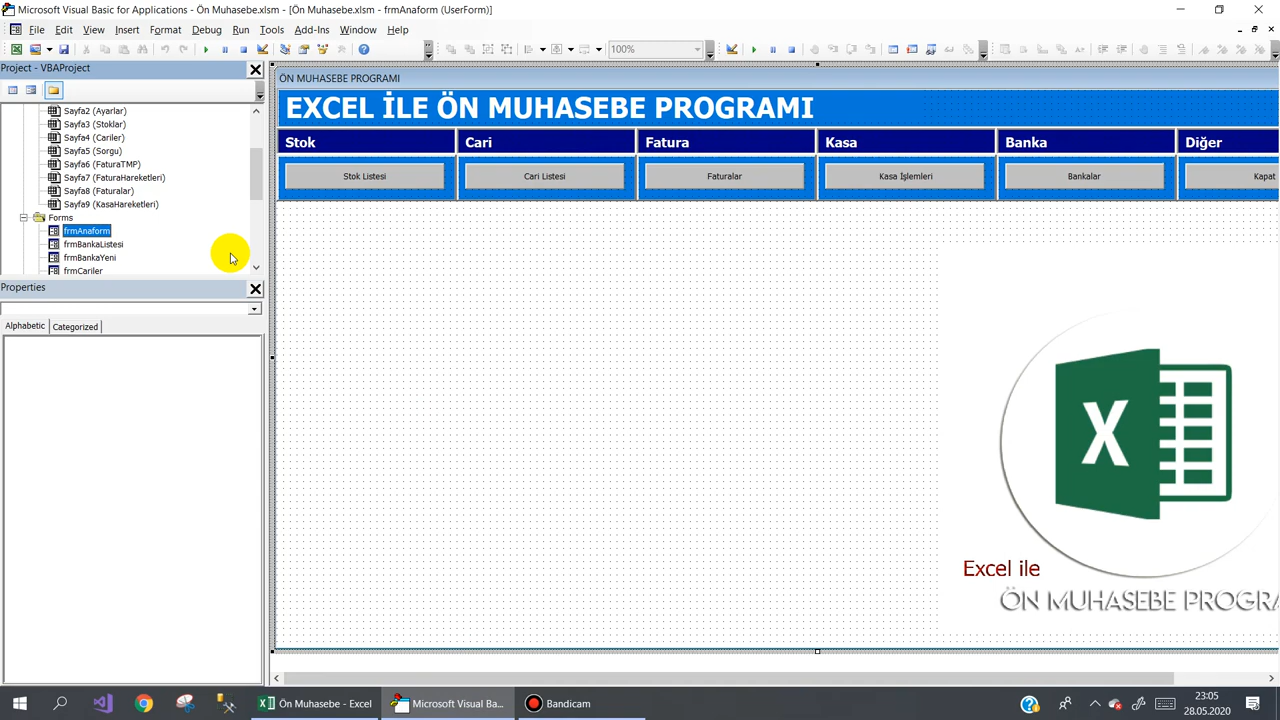 Microsoft Visual Basic for Applications - Ön Muhasebe.xlsm - [Ön Muhasebe.xlsm - frmAnaform (UserForm)]
File Edit View Insert Format Debug Run Tools Add-Ins Window Help
100%
Project - VBAProject
Sayfa2 (Ayarlar)
Sayfa3 (Stoklar)
Sayfa4 (Cariler)
Sayfa5 (Sorgu)
Sayfa6 (FaturaTMP)
Sayfa7 (FaturaHareketleri)
Sayfa8 (Faturalar)
Sayfa9 (KasaHareketleri)
Forms
frmAnaform
frmBankaListesi
frmBankaYeni
frmCariler
Properties
Alphabetic Categorized
ÖN MUHASEBE PROGRAMI
EXCEL İLE ÖN MUHASEBE PROGRAMI
Stok Cari Fatura Kasa Banka Diğer
Stok Listesi Cari Listesi Faturalar Kasa İşlemleri Bankalar Kapat
X
Excel ile
ÖN MUHASEBE PROGRA
Ön Muhasebe - Excel Microsoft Visual Ba... Bandicam
23:05
28.05.2020